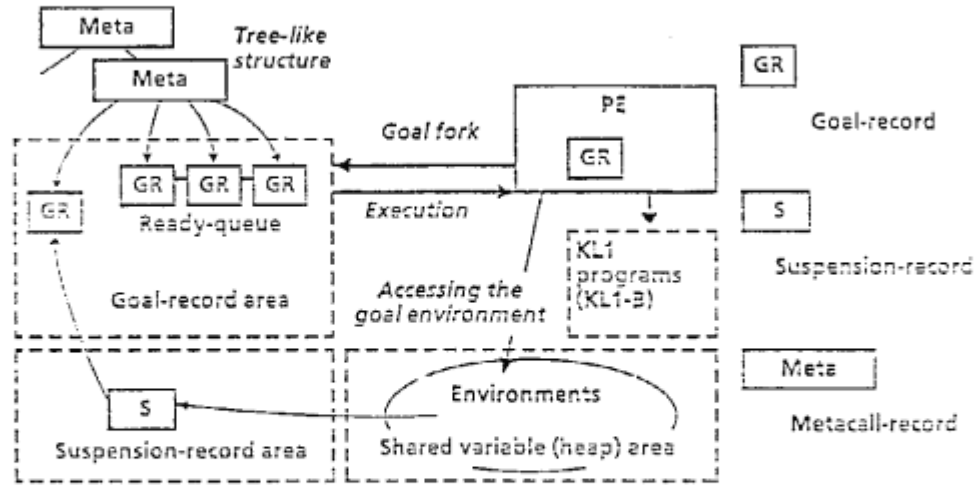 Meta
Tree-like
structure
Meta
GR
PE
Goal fork
GR
Goal-record
GR
GR
GR
GR
Ready-queue
Execution
S
KL1
programs
(KL1-B)
Suspension-record
Goal-record area
Accessing the
goal environment
Meta
Environments
S
Metacall-record
Suspension-record area
Shared variable (heap) area